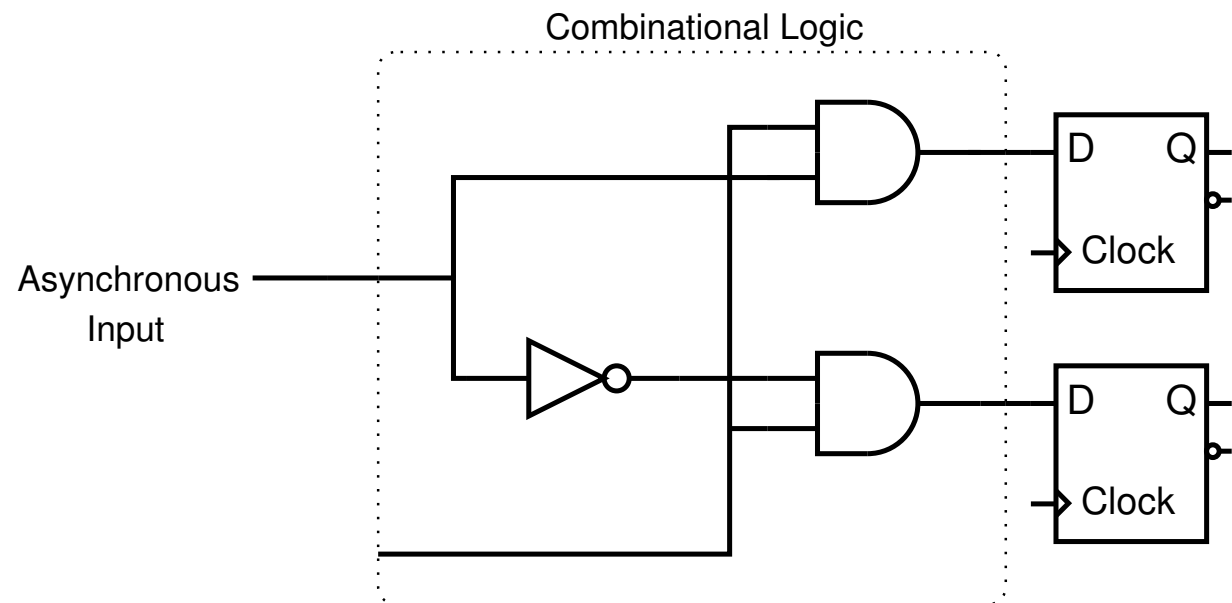 Combinational Logic
D Q
Clock
Asynchronous
Input
D Q
Clock